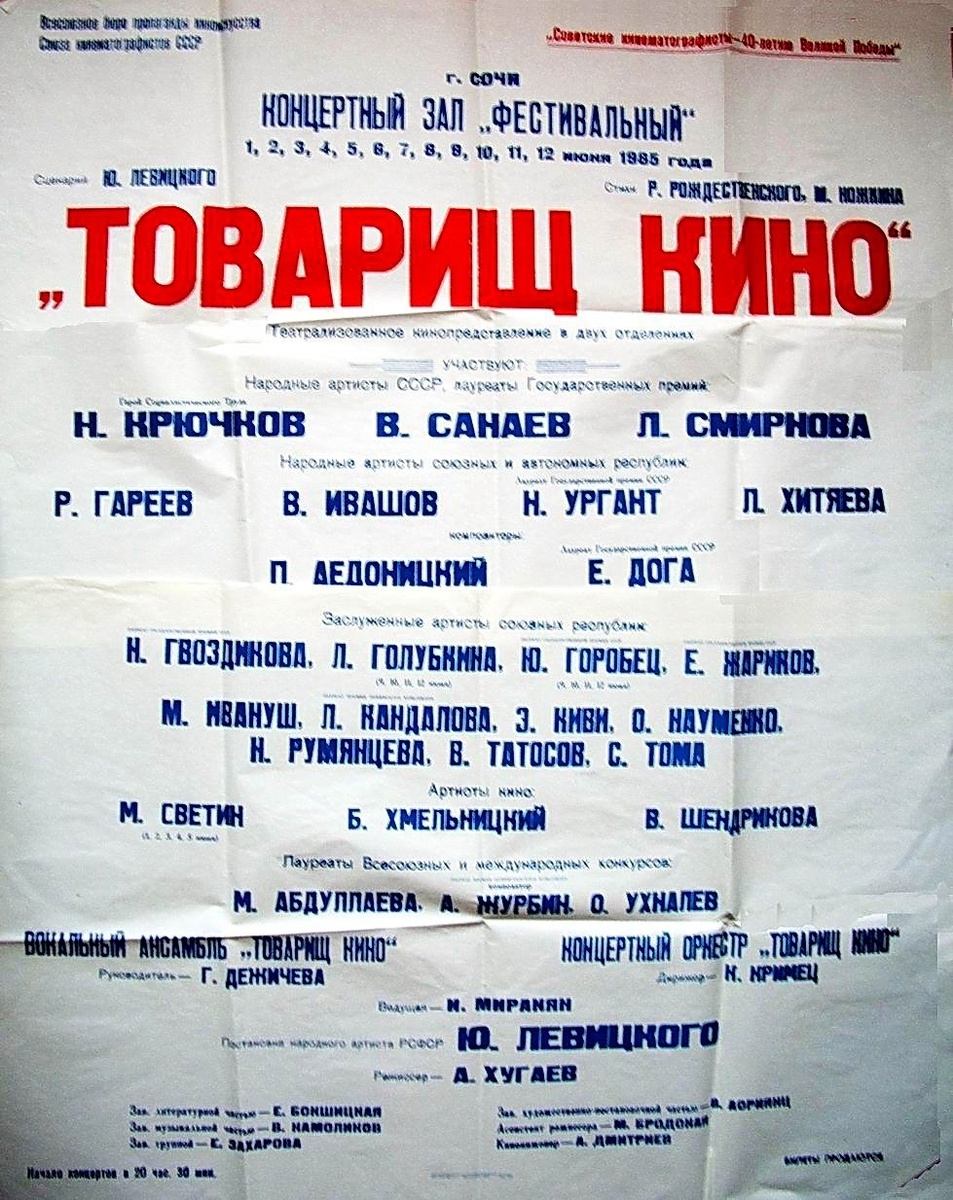 Всесоюзное бюро пропаганды киноискусства
Союза кинематографистов СССР
„Советские кинематографисты—40-летию Великой Победы“
г. СОЧИ
КОНЦЕРТНЫЙ ЗАЛ „ФЕСТИВАЛЬНЫЙ“
1, 2, 3, 4, 5, 6, 7, 8, 9, 10, 11, 12 июня 1985 года
Сценарий Ю. ЛЕВИЦКОГО
Стихи Р. РОЖДЕСТВЕНСКОГО, М. НОЖКИНА
„ТОВАРИЩ КИНО“
Театрализованное кинопредставление в двух отделениях
УЧАСТВУЮТ:
Народные артисты СССР, лауреаты Государственных премий:
Герой Социалистического Труда
Н. КРЮЧКОВ В. САНАЕВ Л. СМИРНОВА
Народные артисты союзных и автономных республик:
Лауреат Государственной премии СССР
Р. ГАРЕЕВ В. ИВАШОВ Н. УРГАНТ Л. ХИТЯЕВА
композиторы:
Лауреат Государственной премии СССР
П. АЕДОНИЦКИЙ Е. ДОГА
Заслуженные артисты союзных республик:
Н. ГВОЗДИКОВА, Л. ГОЛУБКИНА, Ю. ГОРОБЕЦ, Е. ЖАРИКОВ,
(9, 10, 11, 12 июня) (9, 10, 11, 12 июня)
М. ИВАНУШ, Л. КАНДАЛОВА, Э. КИВИ, О. НАУМЕНКО,
Н. РУМЯНЦЕВА, В. ТАТОСОВ, С. ТОМА
Артисты кино:
М. СВЕТИН Б. ХМЕЛЬНИЦКИЙ В. ШЕНДРИКОВА
(1, 2, 3, 4, 5 июня)
Лауреаты Всесоюзных и международных конкурсов:
композитор
М. АБДУЛЛАЕВА, А. ЖУРБИН, О. УХНАЛЕВ
ВОКАЛЬНЫЙ АНСАМБЛЬ „ТОВАРИЩ КИНО“
Руководитель— Г. ДЕЖИЧЕВА
КОНЦЕРТНЫЙ ОРКЕСТР „ТОВАРИЩ КИНО“
Дирижер— К. КРИМЕЦ
Ведущая— И. МИРАНЯН
Постановка народного артиста РСФСР Ю. ЛЕВИЦКОГО
Режиссер— А. ХУГАЕВ
Зав. литературной частью—Е. БОКШИЦКАЯ
Зав. музыкальной частью—В. КАМОЛИКОВ
Зав. труппой—Е. ЗАХАРОВА
Зав. художественно-постановочной частью—
Ассистент режиссера—М. БРОДСКАЯ
Киноинженер—А. ДМИТРИЕВ
Начало концертов в 20 час. 30 мин.
БИЛЕТЫ ПРОДАЮТСЯ